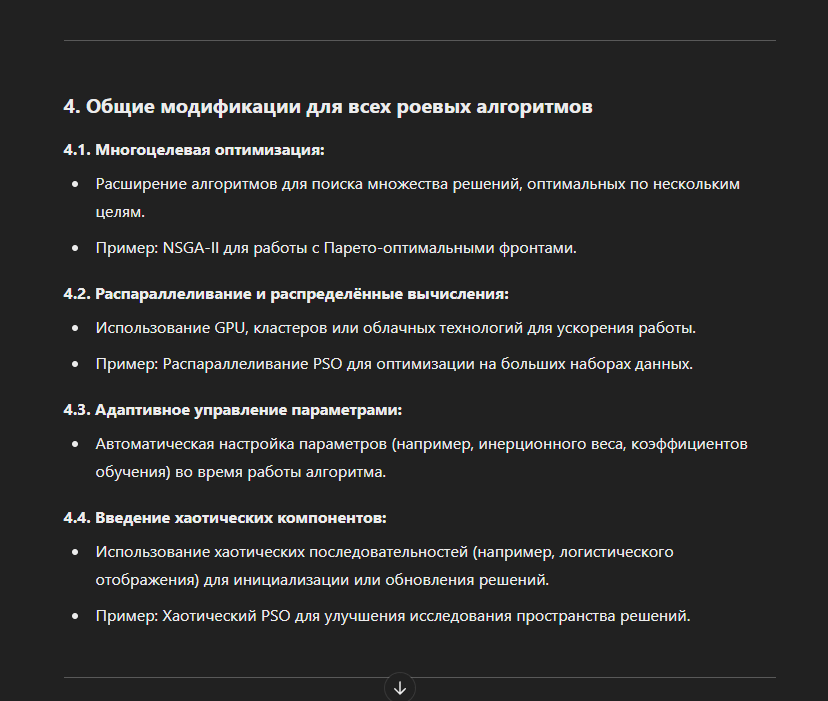 4. Общие модификации для всех роевых алгоритмов
4.1. Многоцелевая оптимизация:
Расширение алгоритмов для поиска множества решений, оптимальных по нескольким
целям.
Пример: NSGA-II для работы с Парето-оптимальными фронтами.
4.2. Распараллеливание и распределённые вычисления:
Использование GPU, кластеров или облачных технологий для ускорения работы.
Пример: Распараллеливание PSO для оптимизации на больших наборах данных.
4.3. Адаптивное управление параметрами:
Автоматическая настройка параметров (например, инерционного веса, коэффициентов
обучения) во время работы алгоритма.
4.4. Введение хаотических компонентов:
Использование хаотических последовательностей (например, логистического
отображения) для инициализации или обновления решений.
Пример: Хаотический PSO для улучшения исследования пространства решений.